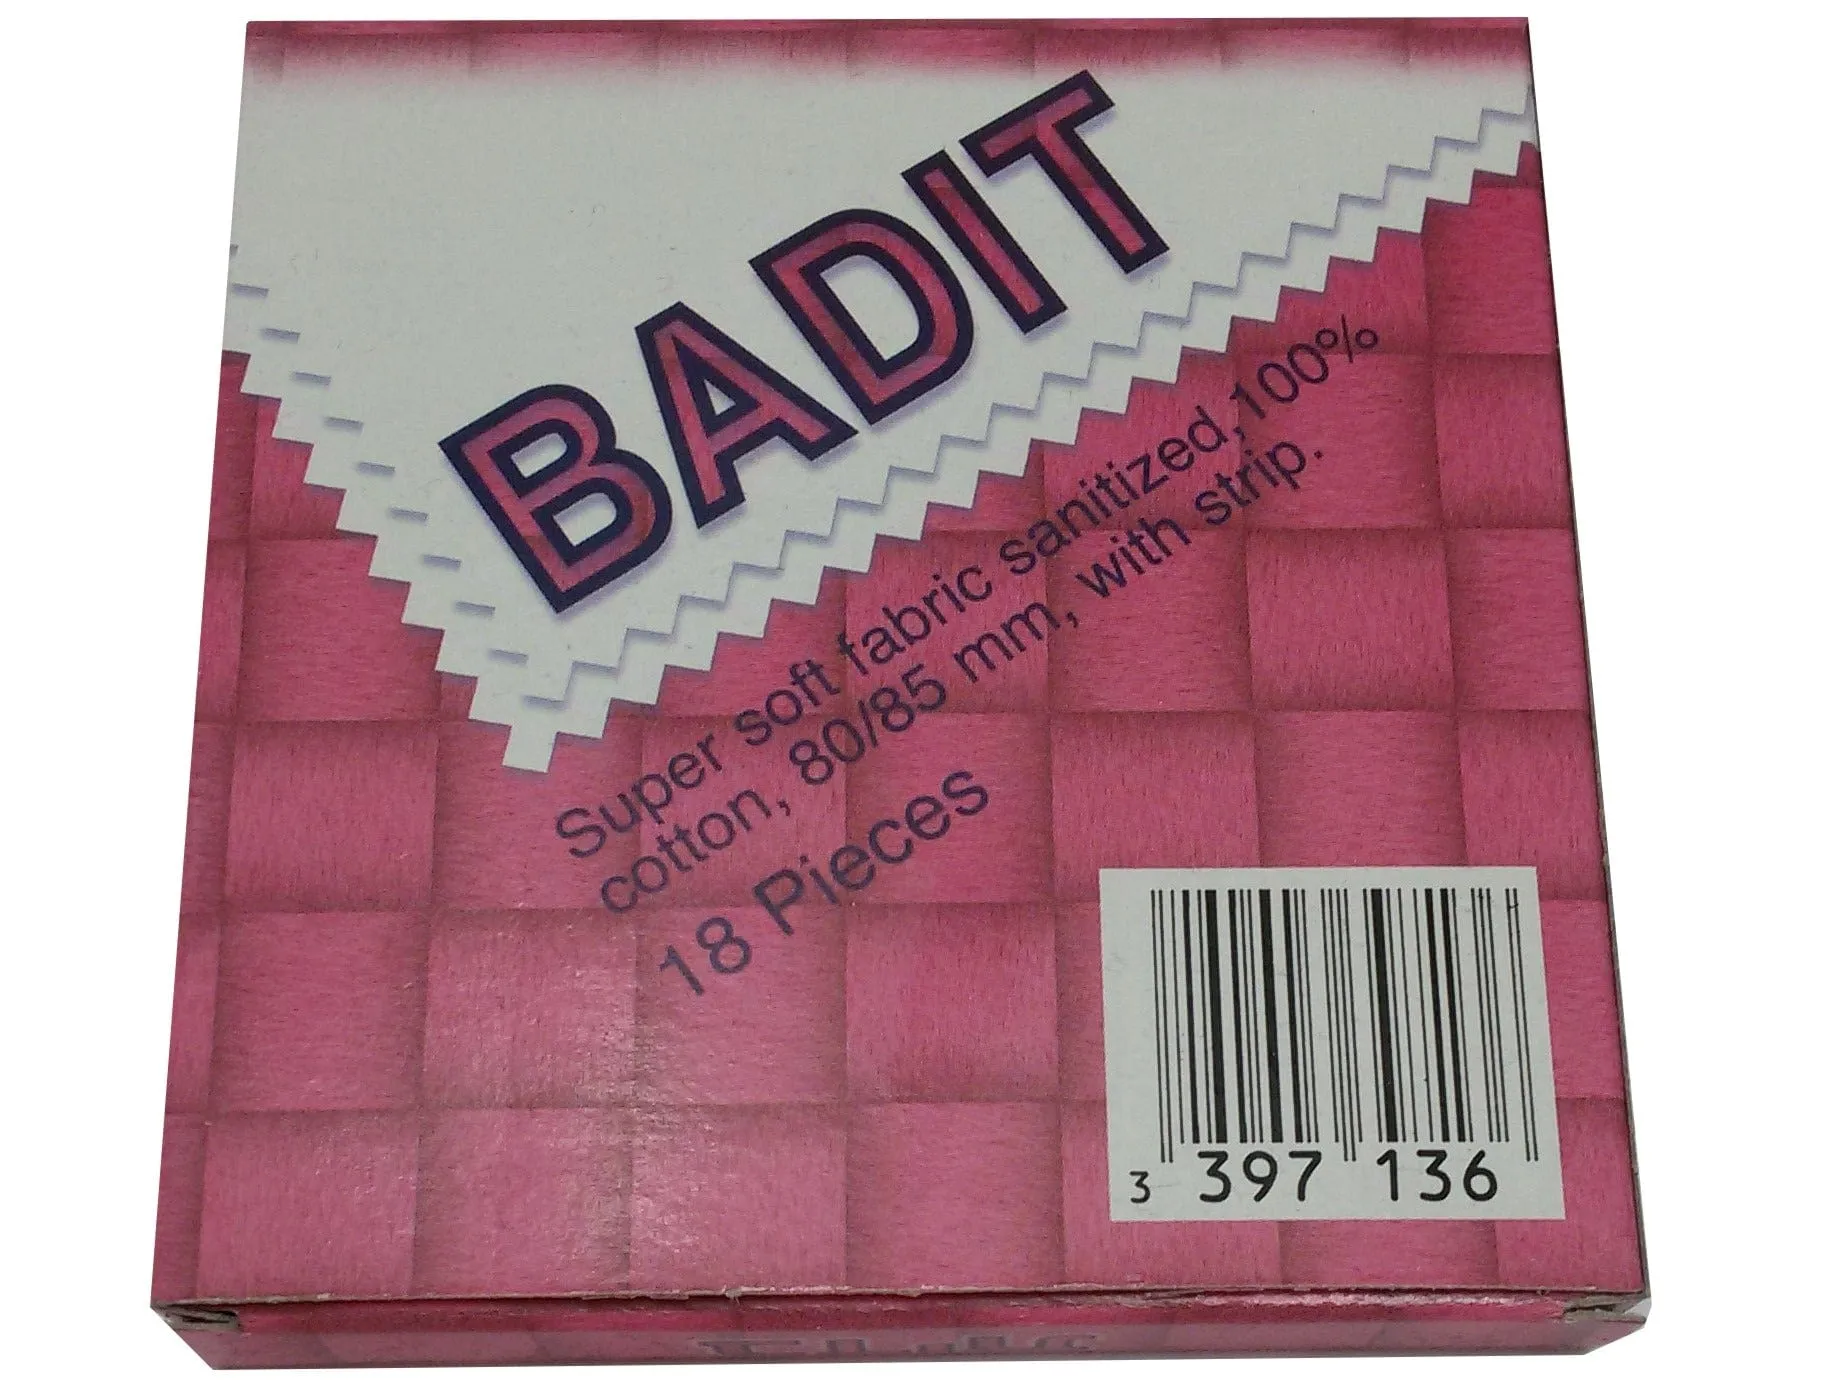 BADIT
Super soft fabric sanitized,100%
cotton, 80/85 mm, with strip.
18 Pieces
3 397 136